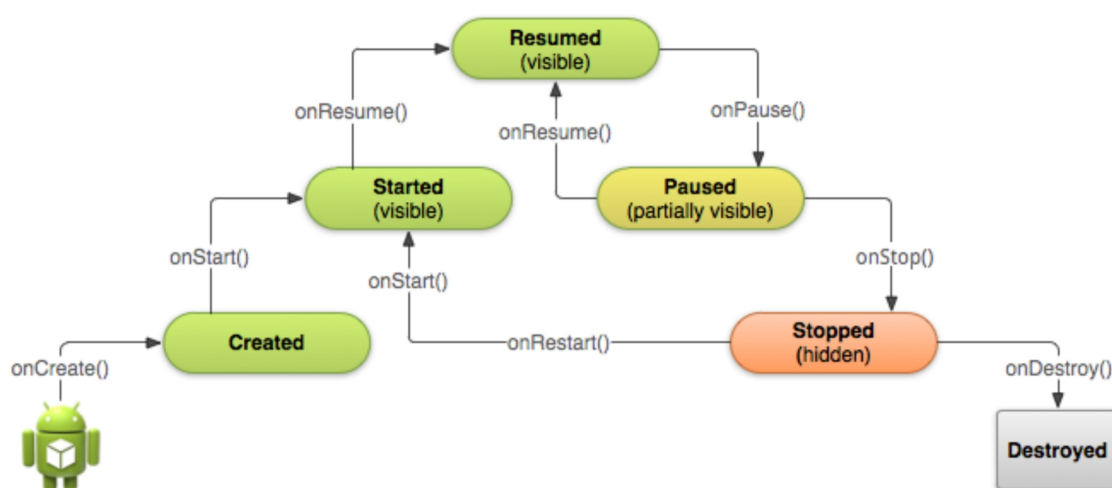 Resumed
(visible)
onResume()
onResume()
onPause()
Started
(visible)
Paused
(partially visible)
onStart()
onStart()
onStop()
Created
onRestart()
Stopped
(hidden)
onCreate()
onDestroy()
Destroyed